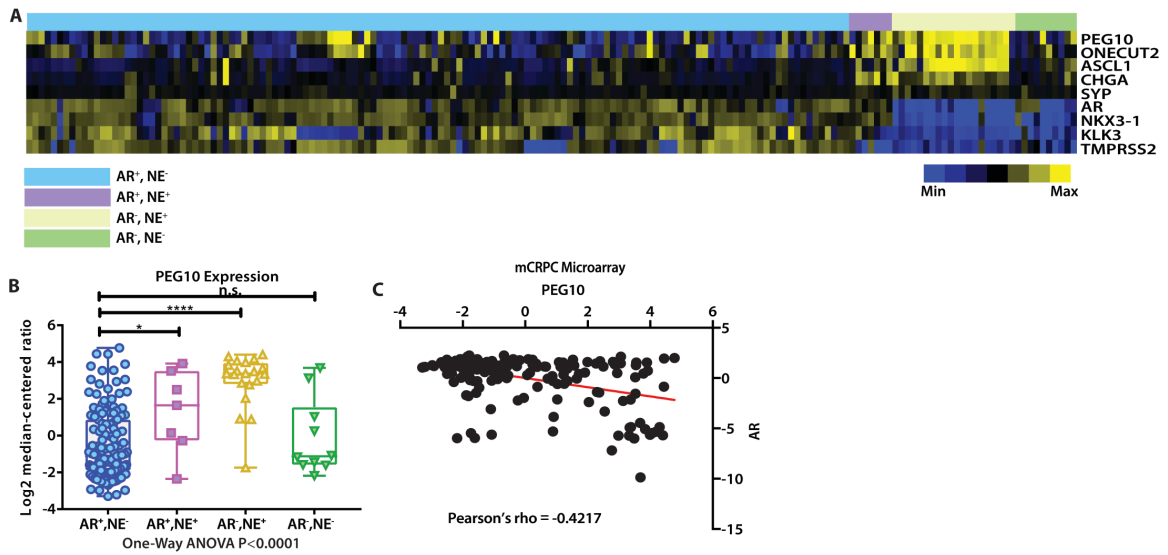 A
PEG10
ONECUT2
ASCL1
CHGA
SYP
AR
NKX3-1
KLK3
TMPRSS2
AR+, NE-
AR+, NE+
AR-, NE+
AR-, NE-
Min Max
B
PEG10 Expression
n.s.
****
*
Log2 median-centered ratio
6
4
2
0
-2
-4
AR+,NE- AR+,NE+ AR-,NE+ AR-,NE-
One-Way ANOVA P<0.0001
C
mCRPC Microarray
PEG10
-4 -2 0 2 4 6
5
0
-5
-10
-15
AR
Pearson's rho = -0.4217